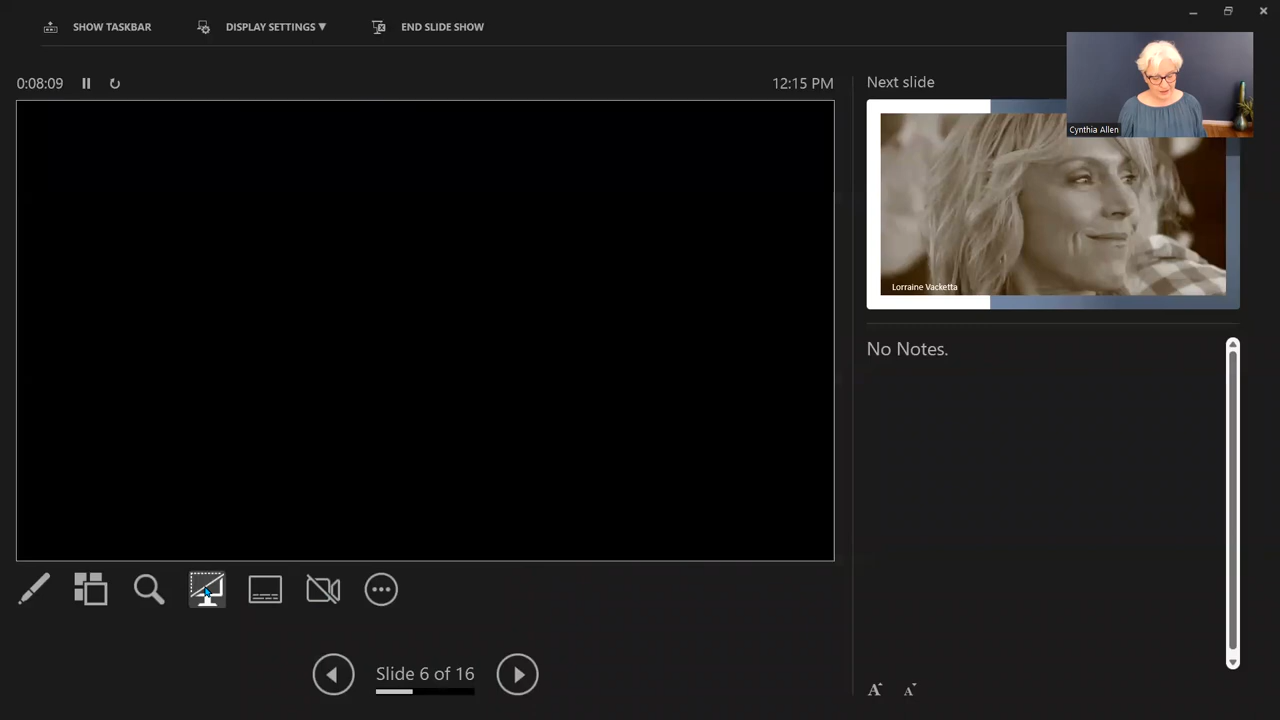 SHOW TASKBAR
DISPLAY SETTINGS ▼
END SLIDE SHOW
0:08:09
12:15 PM
Next slide
Cynthia Allen
Lorraine Vacketta
No Notes.
Slide 6 of 16
A
A